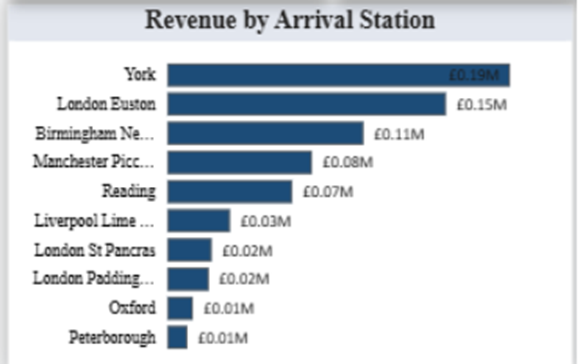 Revenue by Arrival Station
York £0.19M
London Euston £0.15M
Birmingham Ne... £0.11M
Manchester Picc... £0.08M
Reading £0.07M
Liverpool Lime ... £0.03M
London St Pancras £0.02M
London Padding... £0.02M
Oxford £0.01M
Peterborough £0.01M